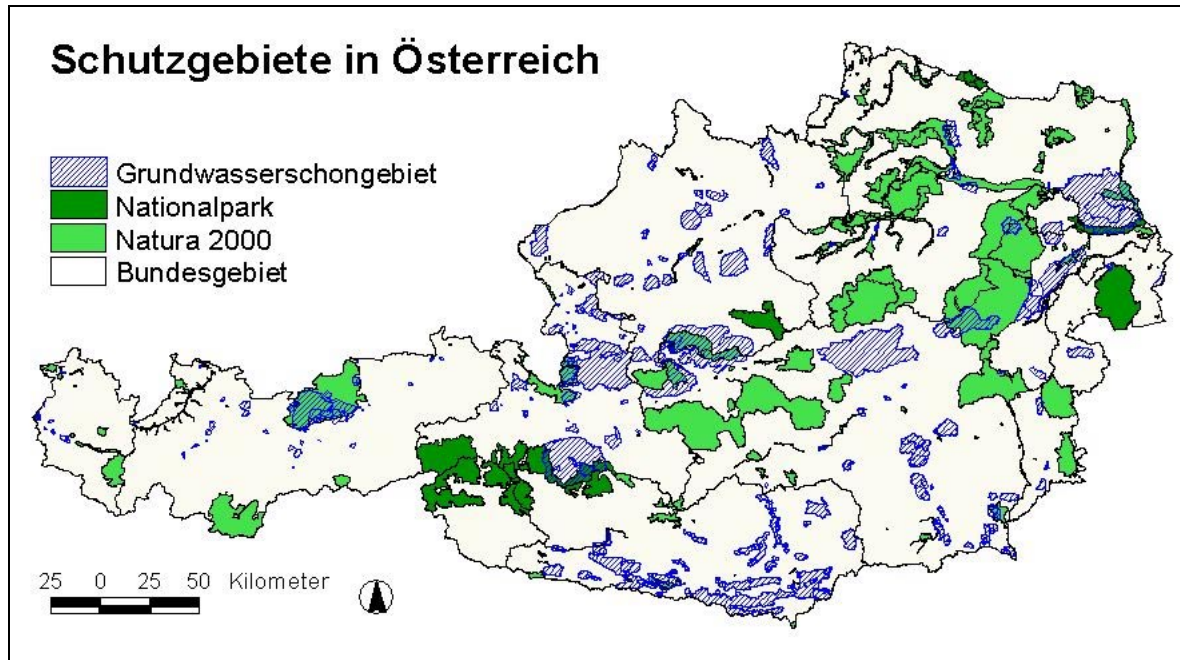 Schutzgebiete in Österreich
Grundwasserschongebiet
Nationalpark
Natura 2000
Bundesgebiet
25 0 25 50 Kilometer